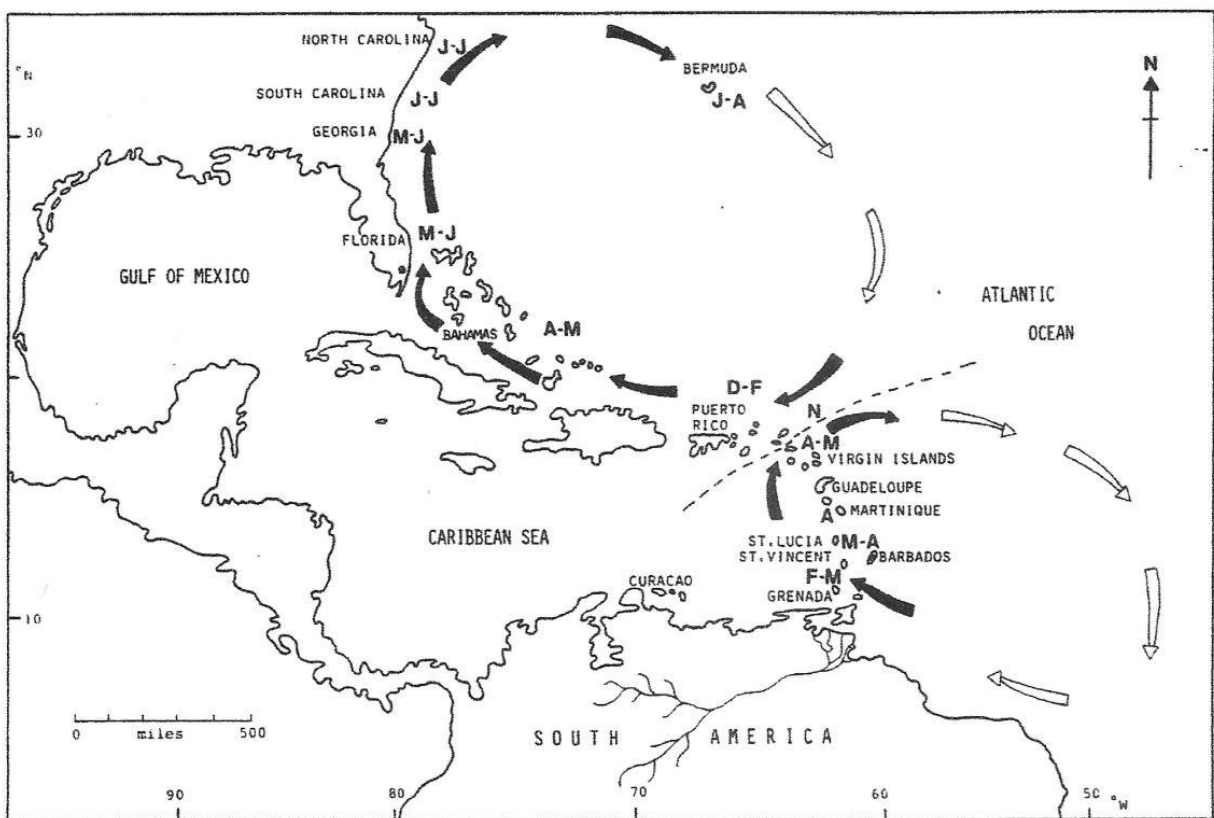 NORTH CAROLINA J-J
N
BERMUDA
°N
SOUTH CAROLINA J-J
J-A
GEORGIA M-J
30
FLORIDA M-J
GULF OF MEXICO
ATLANTIC
OCEAN
BAHAMAS
A-M
D-F
N
PUERTO
RICO
A-M
VIRGIN ISLANDS
GUADELOUPE
A
MARTINIQUE
CARIBBEAN SEA
ST.LUCIA M-A
ST.VINCENT
BARBADOS
F-M
CURACAO
GRENADA
10
0 miles 500
SOUTH AMERICA
90
80
70
60
50 °W